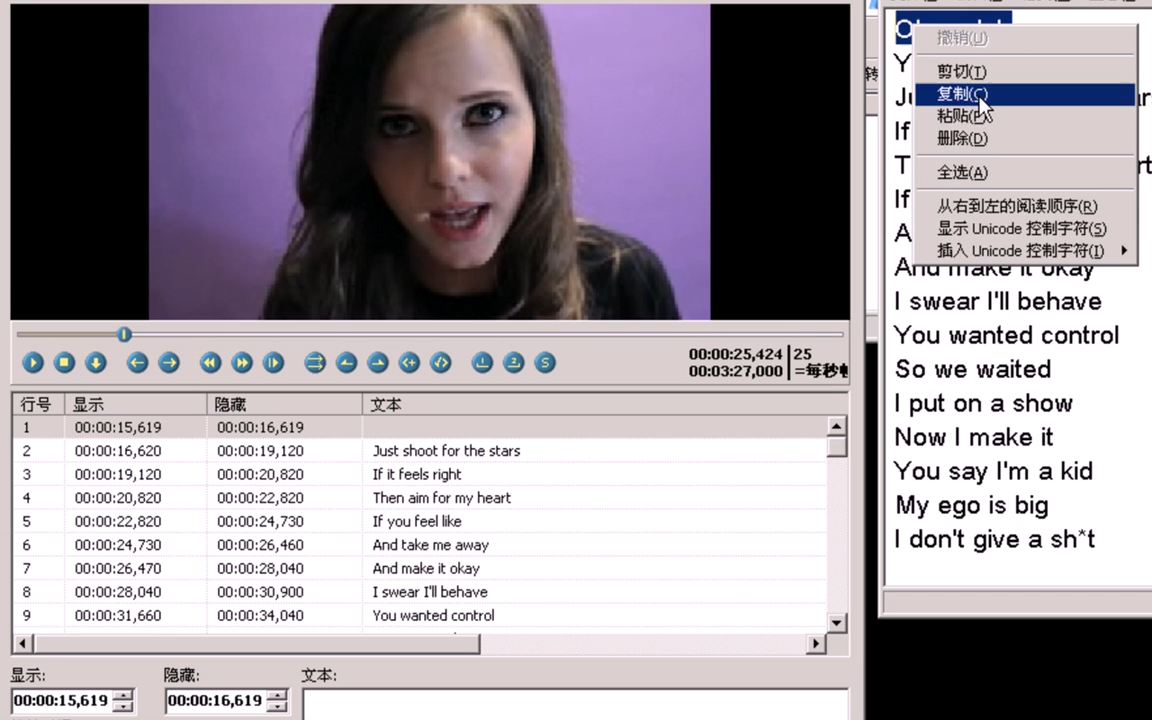 00:00:25,424 25
00:03:27,000 =每秒
行号 显示 隐藏 文本
1 00:00:15,619 00:00:16,619
2 00:00:16,620 00:00:19,120 Just shoot for the stars
3 00:00:19,120 00:00:20,820 If it feels right
4 00:00:20,820 00:00:22,820 Then aim for my heart
5 00:00:22,820 00:00:24,730 If you feel like
6 00:00:24,730 00:00:26,460 And take me away
7 00:00:26,470 00:00:28,040 And make it okay
8 00:00:28,040 00:00:30,900 I swear I'll behave
9 00:00:31,660 00:00:34,040 You wanted control
显示: 隐藏: 文本:
00:00:15,619 00:00:16,619
转
撤销(U)
剪切(T)
复制(C)
粘贴(P)
删除(D)
全选(A)
从右到左的阅读顺序(R)
显示 Unicode 控制字符(S)
插入 Unicode 控制字符(I)
If
If
And make it okay
I swear I'll behave
You wanted control
So we waited
I put on a show
Now I make it
You say I'm a kid
My ego is big
I don't give a sh*t